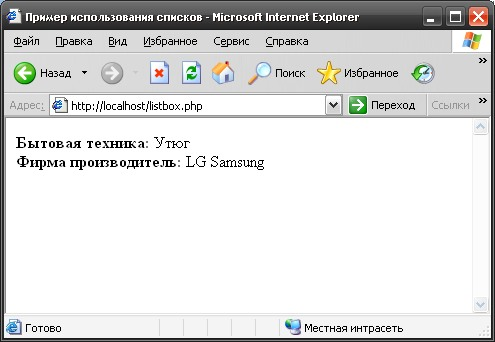 Пример использования списков - Microsoft Internet Explorer
Файл Правка Вид Избранное Сервис Справка
Назад Поиск Избранное »
Адрес: http://localhost/listbox.php Переход Ссылки »
Бытовая техника: Утюг
Фирма производитель: LG Samsung
Готово Местная интрасеть